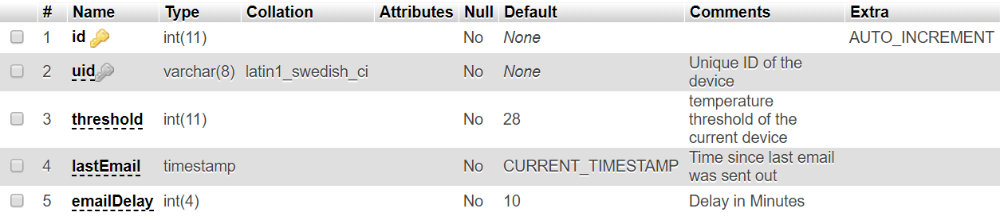 # Name Type Collation Attributes Null Default Comments Extra
1 id int(11) No None AUTO_INCREMENT
2 uid varchar(8) latin1_swedish_ci No None Unique ID of the
device
3 threshold int(11) No 28 temperature
threshold of the
current device
4 lastEmail timestamp No CURRENT_TIMESTAMP Time since last email
was sent out
5 emailDelay int(4) No 10 Delay in Minutes